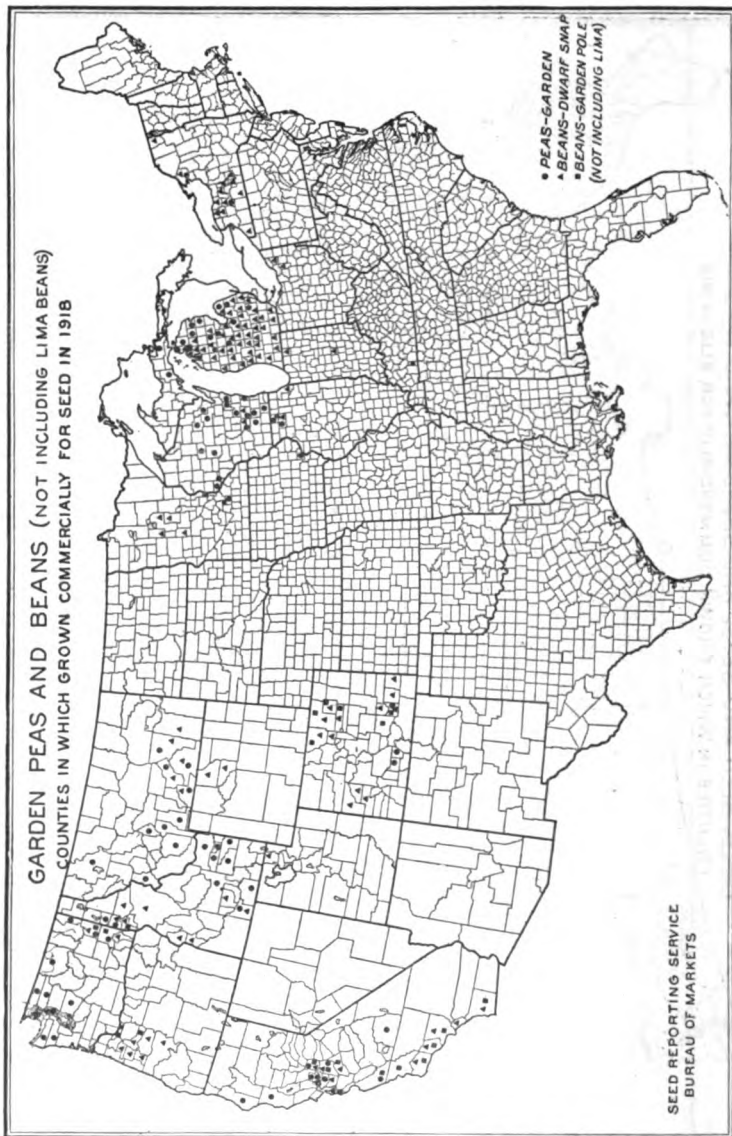 GARDEN PEAS AND BEANS (NOT INCLUDING LIMA BEANS)
COUNTIES IN WHICH GROWN COMMERCIALLY FOR SEED IN 1918
PEAS-GARDEN
BEANS-DWARF SNAP
BEANS-GARDEN POLE
(NOT INCLUDING LIMA)
SEED REPORTING SERVICE
BUREAU OF MARKETS